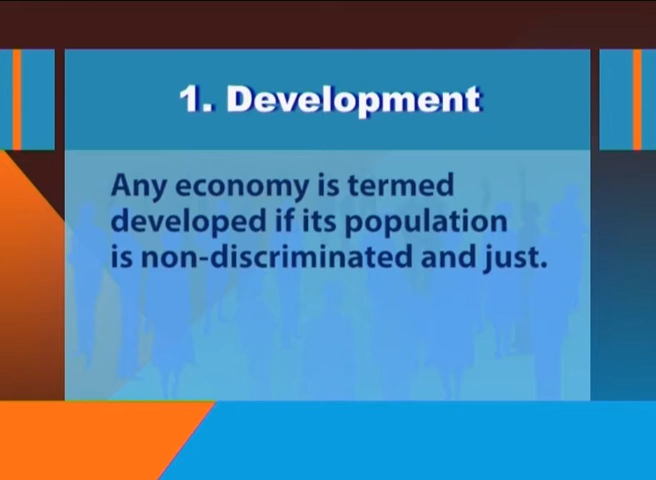 1. Development
Any economy is termed
developed if its population
is non-discriminated and just.